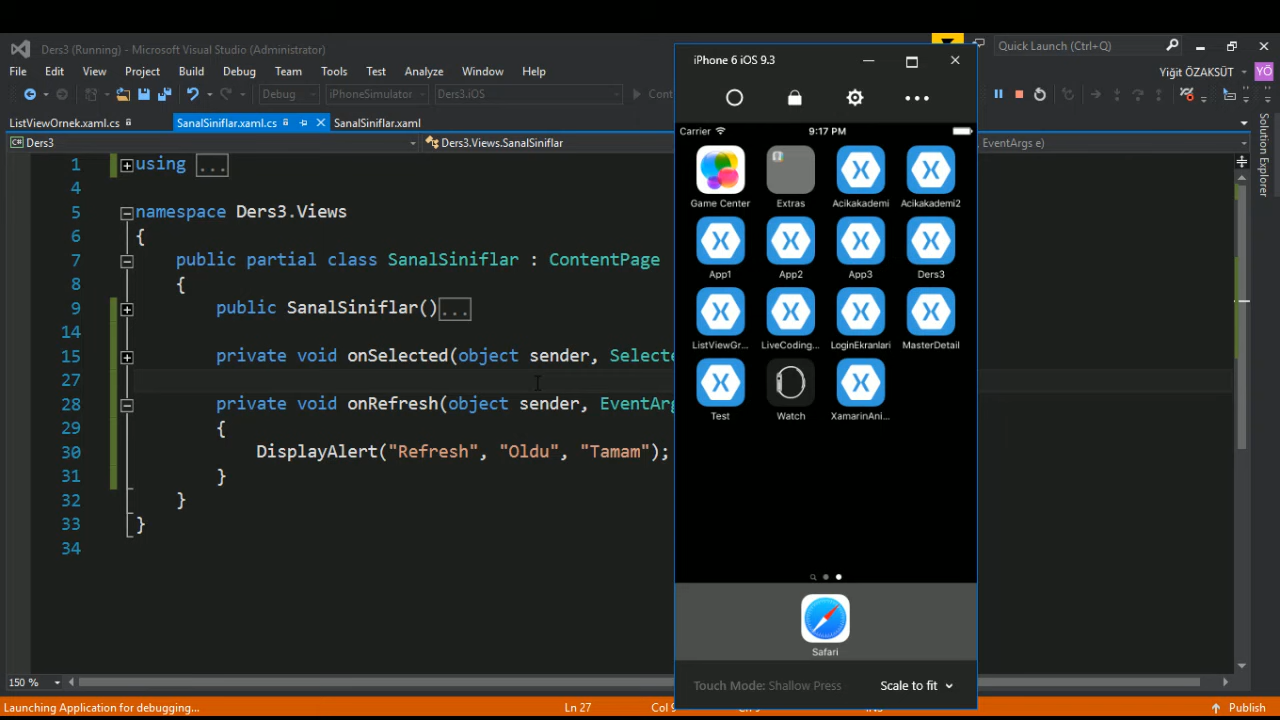 Ders3 (Running) - Microsoft Visual Studio (Administrator)
Quick Launch (Ctrl+Q)
File Edit View Project Build Debug Team Tools Test Analyze Window Help
Yiğit ÖZAKSÜT YÖ
Debug iPhoneSimulator Ders3.iOS Cont
ListViewOrnek.xaml.cs SanalSiniflar.xaml.cs SanalSiniflar.xaml
Ders3 Ders3.Views.SanalSiniflar EventArgs e)
Solution Explorer
1 using ...
4
5 namespace Ders3.Views
6 {
7 public partial class SanalSiniflar : ContentPage
8 {
9 public SanalSiniflar()...
14
15 private void onSelected(object sender, Selecte
27
28 private void onRefresh(object sender, EventArg
29 {
30 DisplayAlert("Refresh", "Oldu", "Tamam");
31 }
32 }
33 }
34
150 %
Launching Application for debugging... Ln 27 Col 9 Publish
iPhone 6 iOS 9.3
Carrier 9:17 PM
Game Center Extras Acikakademi Acikakademi2
App1 App2 App3 Ders3
ListViewGr... LiveCoding... LoginEkranlari MasterDetail
Test Watch XamarinAni...
Safari
Touch Mode: Shallow Press Scale to fit